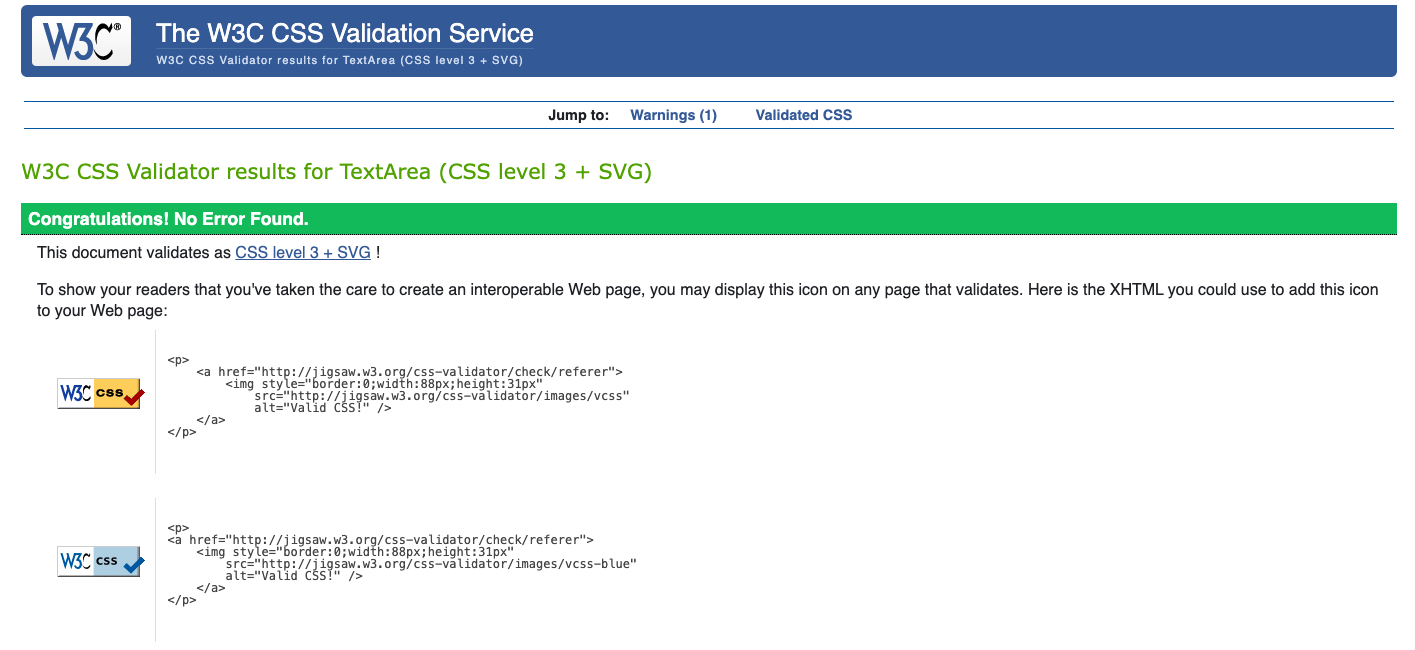 W3C®
The W3C CSS Validation Service
W3C CSS Validator results for TextArea (CSS level 3 + SVG)
Jump to: Warnings (1) Validated CSS
W3C CSS Validator results for TextArea (CSS level 3 + SVG)
Congratulations! No Error Found.
This document validates as CSS level 3 + SVG !
To show your readers that you've taken the care to create an interoperable Web page, you may display this icon on any page that validates. Here is the XHTML you could use to add this icon
to your Web page:
W3C css
<p>
    <a href="http://jigsaw.w3.org/css-validator/check/referer">
        <img style="border:0;width:88px;height:31px"
            src="http://jigsaw.w3.org/css-validator/images/vcss"
            alt="Valid CSS!" />
    </a>
</p>
W3C css
<p>
<a href="http://jigsaw.w3.org/css-validator/check/referer">
    <img style="border:0;width:88px;height:31px"
        src="http://jigsaw.w3.org/css-validator/images/vcss-blue"
        alt="Valid CSS!" />
    </a>
</p>